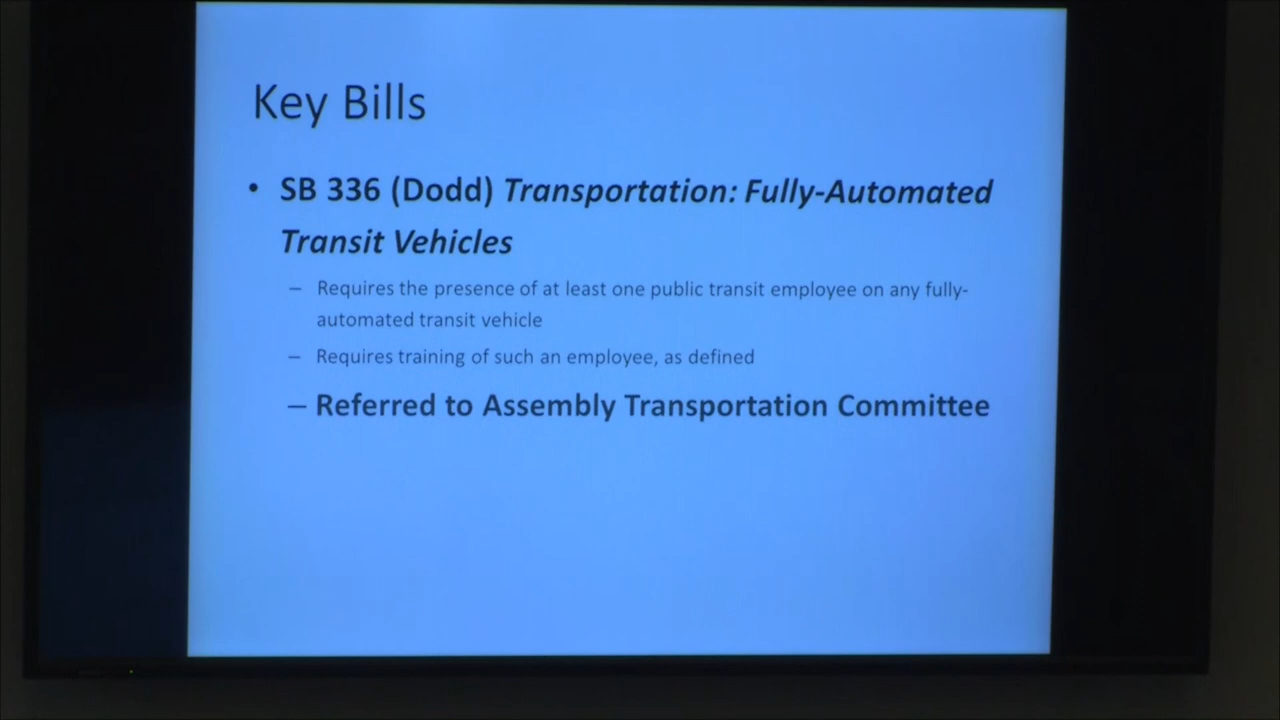 Key Bills
• SB 336 (Dodd) Transportation: Fully-Automated
Transit Vehicles
– Requires the presence of at least one public transit employee on any fully-
automated transit vehicle
– Requires training of such an employee, as defined
– Referred to Assembly Transportation Committee